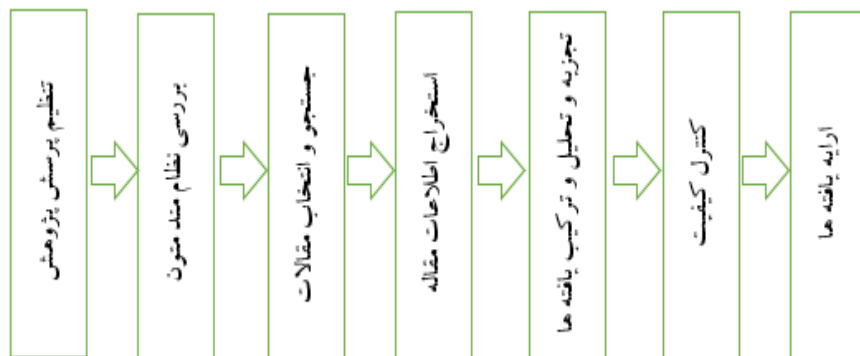 تنظیم پرسش پژوهش
بررسی نظام مند متون
جستجو و انتخاب مقالات
استخراج اطلاعات مقاله
تجزیه و تحلیل و ترکیب یافته ها
کنترل کیفیت
ارایه یافته ها